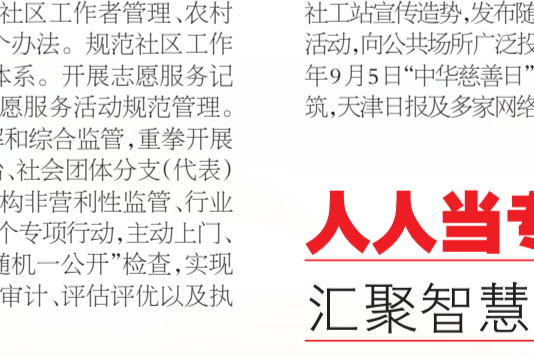 社区工作者管理、农村
个办法。规范社区工作
体系。开展志愿服务记
愿服务活动规范管理。
和综合监管,重拳开展
、社会团体分支(代表)
构非营利性监管、行业
个专项行动,主动上门、
随机一公开”检查,实现
审计、评估评优以及执
社工站宣传造势,发布随
活动,向公共场所广泛投
年9月5日“中华慈善日”
筑,天津日报及多家网络
人人当专
汇聚智慧